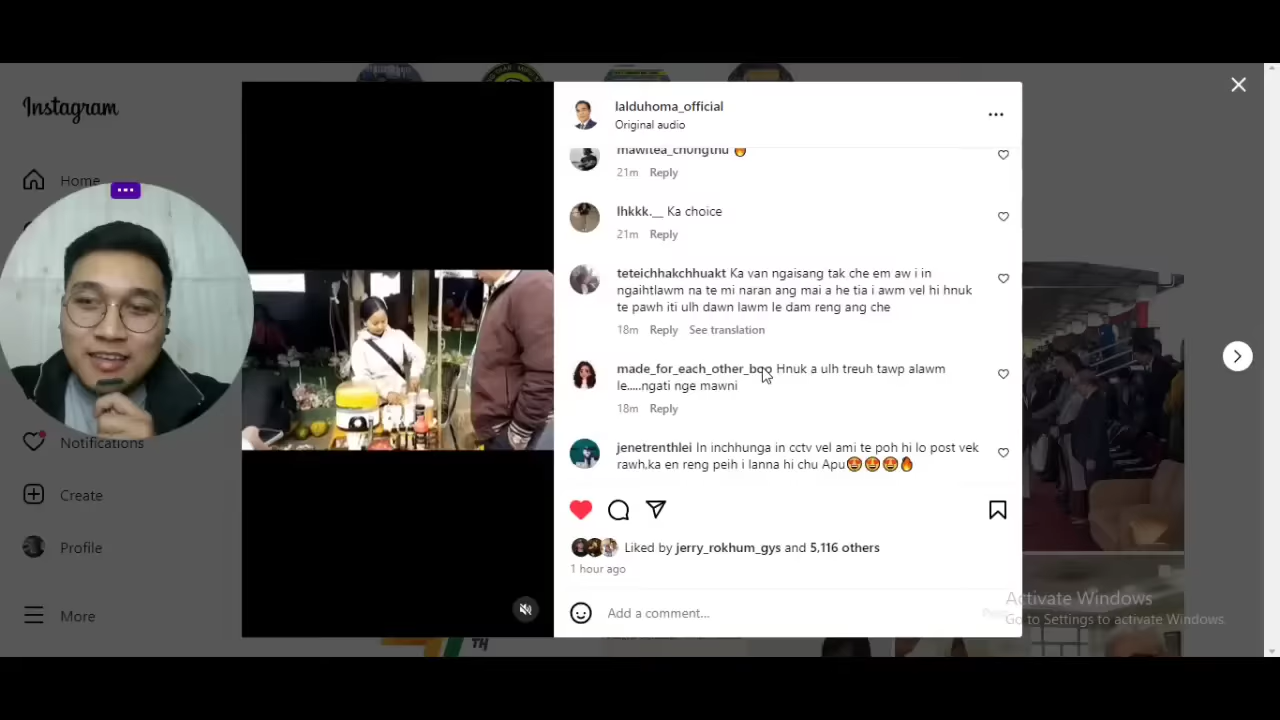 Instagram
Home
Notifications
Create
Profile
More
lalduhoma_official
Original audio
mawitea_chungthu 🔥
21m Reply
lhkkk.__ Ka choice
21m Reply
teteichhakchhuakt Ka van ngaisang tak che em aw i in
ngaihtlawm na te mi naran ang mai a he tia i awm vel hi hnuk
te pawh iti ulh dawn lawm le dam reng ang che
18m Reply See translation
made_for_each_other_boo Hnuk a ulh treuh tawp alawm
le.....ngati nge mawni
18m Reply
jenetrenthlei In inchhunga in cctv vel ami te poh hi lo post vek
rawh,ka en reng peih i lanna hi chu Apu🤩🤩🤩🔥
Liked by jerry_rokhum_gys and 5,116 others
1 hour ago
Add a comment...
Activate Windows
Go to Settings to activate Windows.
TH